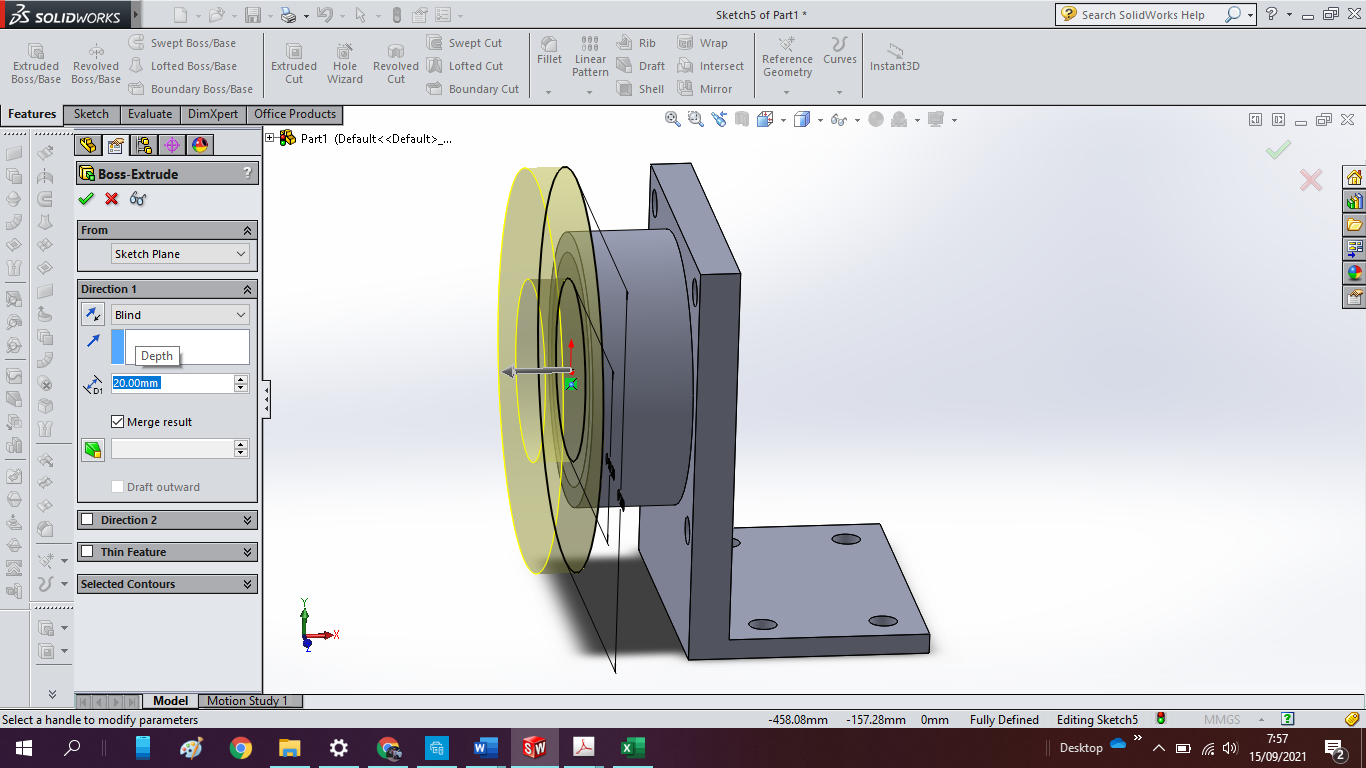 SOLIDWORKS
Sketch5 of Part1 *
Search SolidWorks Help
?
Extruded Boss/Base
Revolved Boss/Base
Swept Boss/Base
Lofted Boss/Base
Boundary Boss/Base
Extruded Cut
Hole Wizard
Revolved Cut
Swept Cut
Lofted Cut
Boundary Cut
Fillet
Linear Pattern
Rib
Draft
Shell
Wrap
Intersect
Mirror
Reference Geometry
Curves
Instant3D
Features
Sketch
Evaluate
DimXpert
Office Products
Part1 (Default<<Default>_...
Boss-Extrude
?
From
Sketch Plane
Direction 1
Blind
Depth
D1
20.00mm
Merge result
Draft outward
Direction 2
Thin Feature
Selected Contours
Y
X
Z
Model
Motion Study 1
Select a handle to modify parameters
-458.08mm
-157.28mm
0mm
Fully Defined
Editing Sketch5
MMGS
?
Desktop
7:57
15/09/2021
2